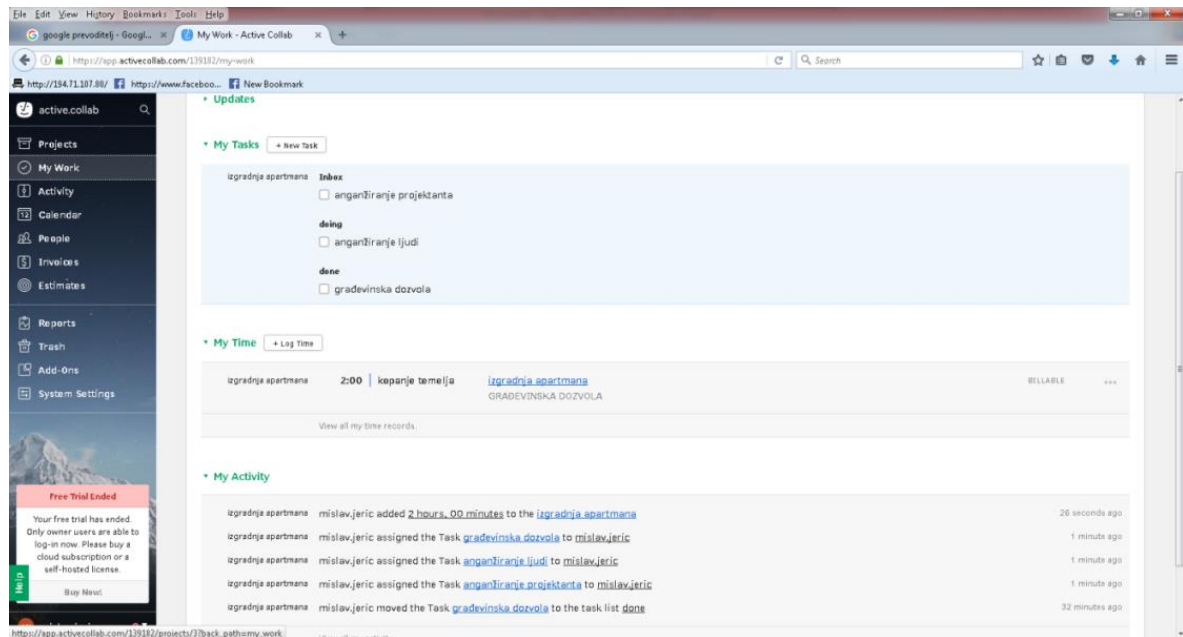 File Edit View History Bookmarks Tools Help
google prevoditelj - Googl... × My Work - Active Collab × +
https://app.activecollab.com/139182/my-work Search
http://194.71.107.80/ https://www.faceboo... New Bookmark
active.collab
Projects
My Work
Activity
Calendar
People
Invoices
Estimates
Reports
Trash
Add-Ons
System Settings
Free Trial Ended
Your free trial has ended.
Only owner users are able to
log-in now. Please buy a
cloud subscription or a
self-hosted license.
Buy Now!
Help
Updates
My Tasks + New Task
izgradnja apartmana Inbox
anganžiranje projektanta
doing
anganžiranje ljudi
done
građevinska dozvola
My Time + Log Time
izgradnja apartmana 2:00 kopanje temelja izgradnja apartmana BILLABLE ...
GRAĐEVINSKA DOZVOLA
View all my time records.
My Activity
izgradnja apartmana mislav.jeric added 2 hours, 00 minutes to the izgradnja apartmana 26 seconds ago
izgradnja apartmana mislav.jeric assigned the Task građevinska dozvola to mislav.jeric 1 minute ago
izgradnja apartmana mislav.jeric assigned the Task anganžiranje ljudi to mislav.jeric 1 minute ago
izgradnja apartmana mislav.jeric assigned the Task anganžiranje projektanta to mislav.jeric 1 minute ago
izgradnja apartmana mislav.jeric moved the Task građevinska dozvola to the task list done 32 minutes ago
https://app.activecollab.com/139182/projects/3?back_path=my_work